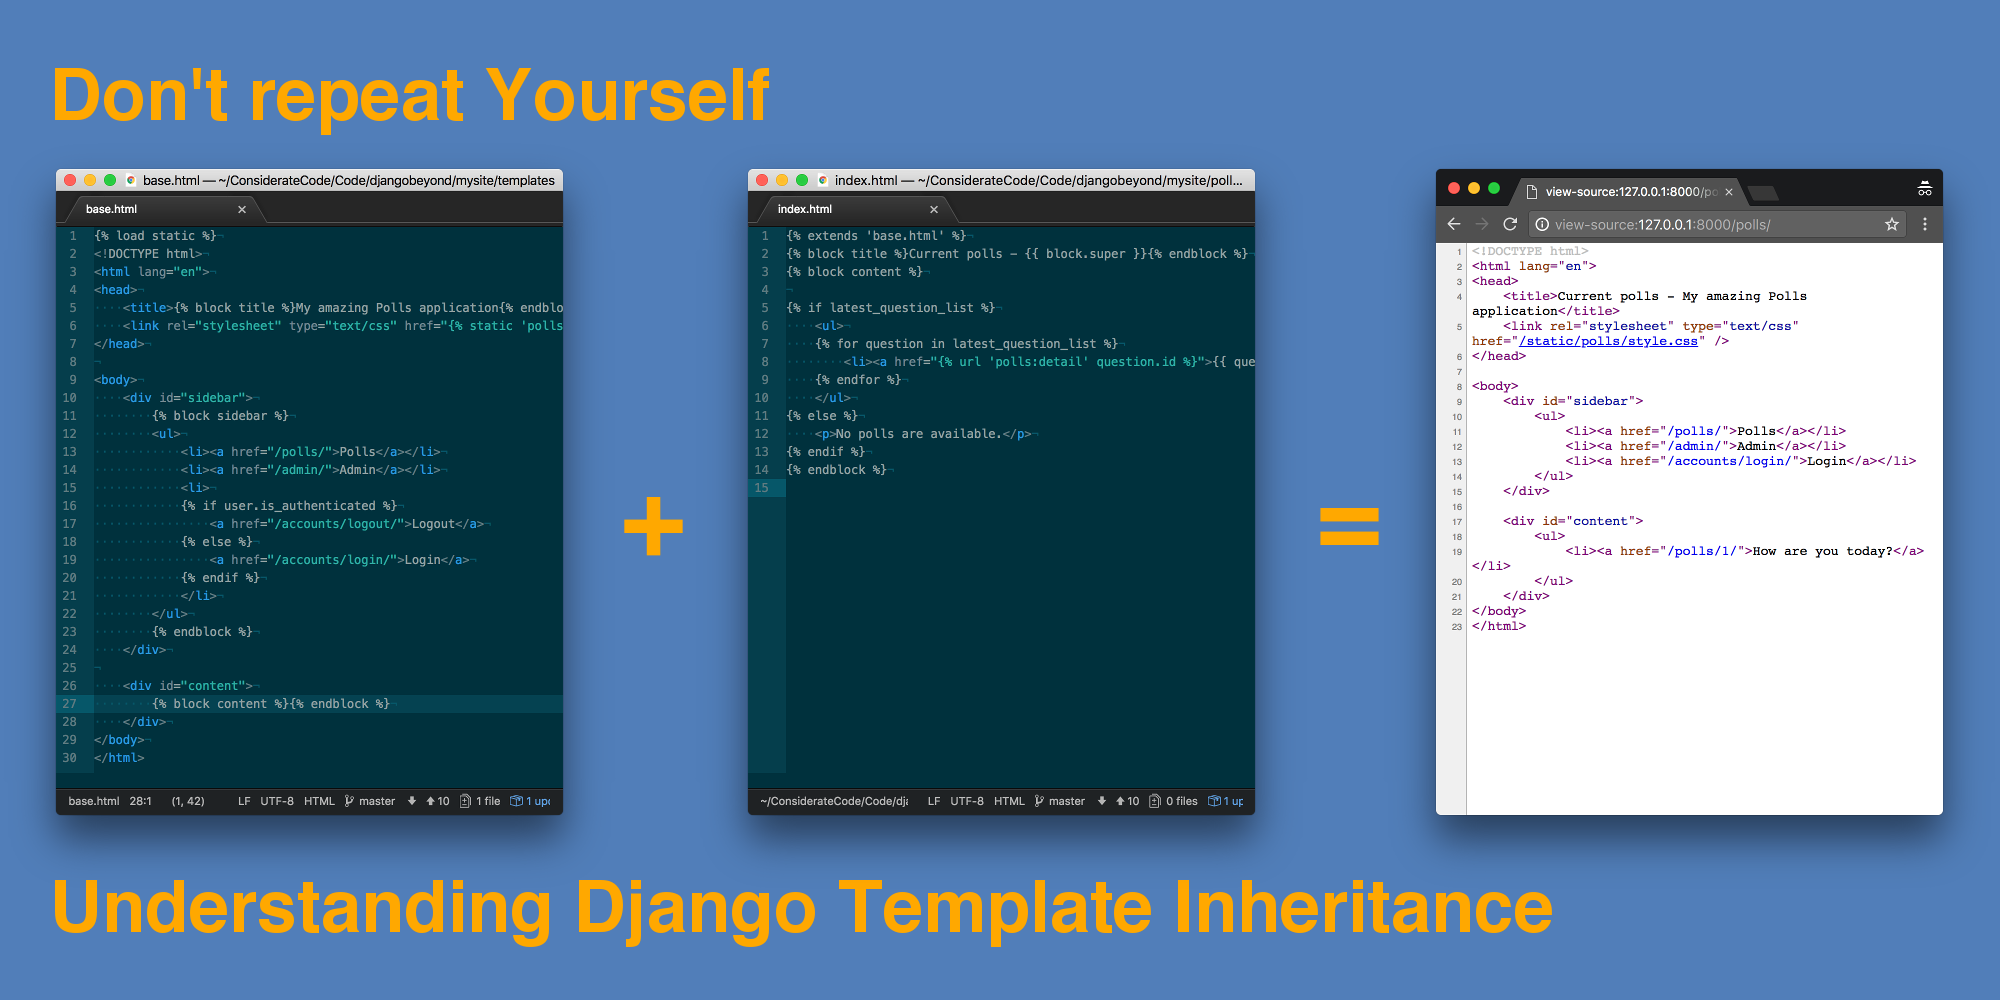 Don't repeat Yourself
base.html — ~/ConsiderateCode/Code/djangobeyond/mysite/templates
base.html ×
1 {% load static %}
2 <!DOCTYPE html>
3 <html lang="en">
4 <head>
5 <title>{% block title %}My amazing Polls application{% endblo
6 <link rel="stylesheet" type="text/css" href="{% static 'polls
7 </head>
8
9 <body>
10 <div id="sidebar">
11 {% block sidebar %}
12 <ul>
13 <li><a href="/polls/">Polls</a></li>
14 <li><a href="/admin/">Admin</a></li>
15 <li>
16 {% if user.is_authenticated %}
17 <a href="/accounts/logout/">Logout</a>
18 {% else %}
19 <a href="/accounts/login/">Login</a>
20 {% endif %}
21 </li>
22 </ul>
23 {% endblock %}
24 </div>
25
26 <div id="content">
27 {% block content %}{% endblock %}
28 </div>
29 </body>
30 </html>
base.html 28:1 (1, 42) LF UTF-8 HTML master 10 1 file 1 upd
+
index.html — ~/ConsiderateCode/Code/djangobeyond/mysite/poll...
index.html ×
1 {% extends 'base.html' %}
2 {% block title %}Current polls - {{ block.super }}{% endblock %}
3 {% block content %}
4
5 {% if latest_question_list %}
6 <ul>
7 {% for question in latest_question_list %}
8 <li><a href="{% url 'polls:detail' question.id %}">{{ que
9 {% endfor %}
10 </ul>
11 {% else %}
12 <p>No polls are available.</p>
13 {% endif %}
14 {% endblock %}
15
~/ConsiderateCode/Code/dja LF UTF-8 HTML master 10 0 files 1 up
=
view-source:127.0.0.1:8000/po ×
view-source:127.0.0.1:8000/polls/
1 <!DOCTYPE html>
2 <html lang="en">
3 <head>
4 <title>Current polls - My amazing Polls
application</title>
5 <link rel="stylesheet" type="text/css"
href="/static/polls/style.css" />
6 </head>
7
8 <body>
9 <div id="sidebar">
10 <ul>
11 <li><a href="/polls/">Polls</a></li>
12 <li><a href="/admin/">Admin</a></li>
13 <li><a href="/accounts/login/">Login</a></li>
14 </ul>
15 </div>
16
17 <div id="content">
18 <ul>
19 <li><a href="/polls/1/">How are you today?</a>
</li>
20 </ul>
21 </div>
22 </body>
23 </html>
Understanding Django Template Inheritance